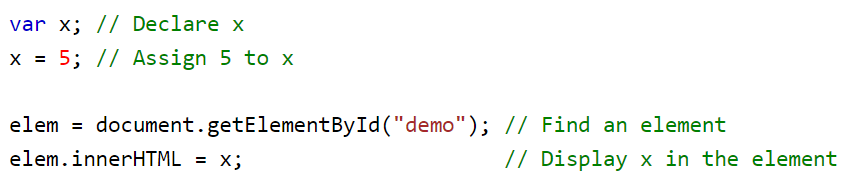 var x; // Declare x
x = 5; // Assign 5 to x
elem = document.getElementById("demo"); // Find an element
elem.innerHTML = x;                     // Display x in the element